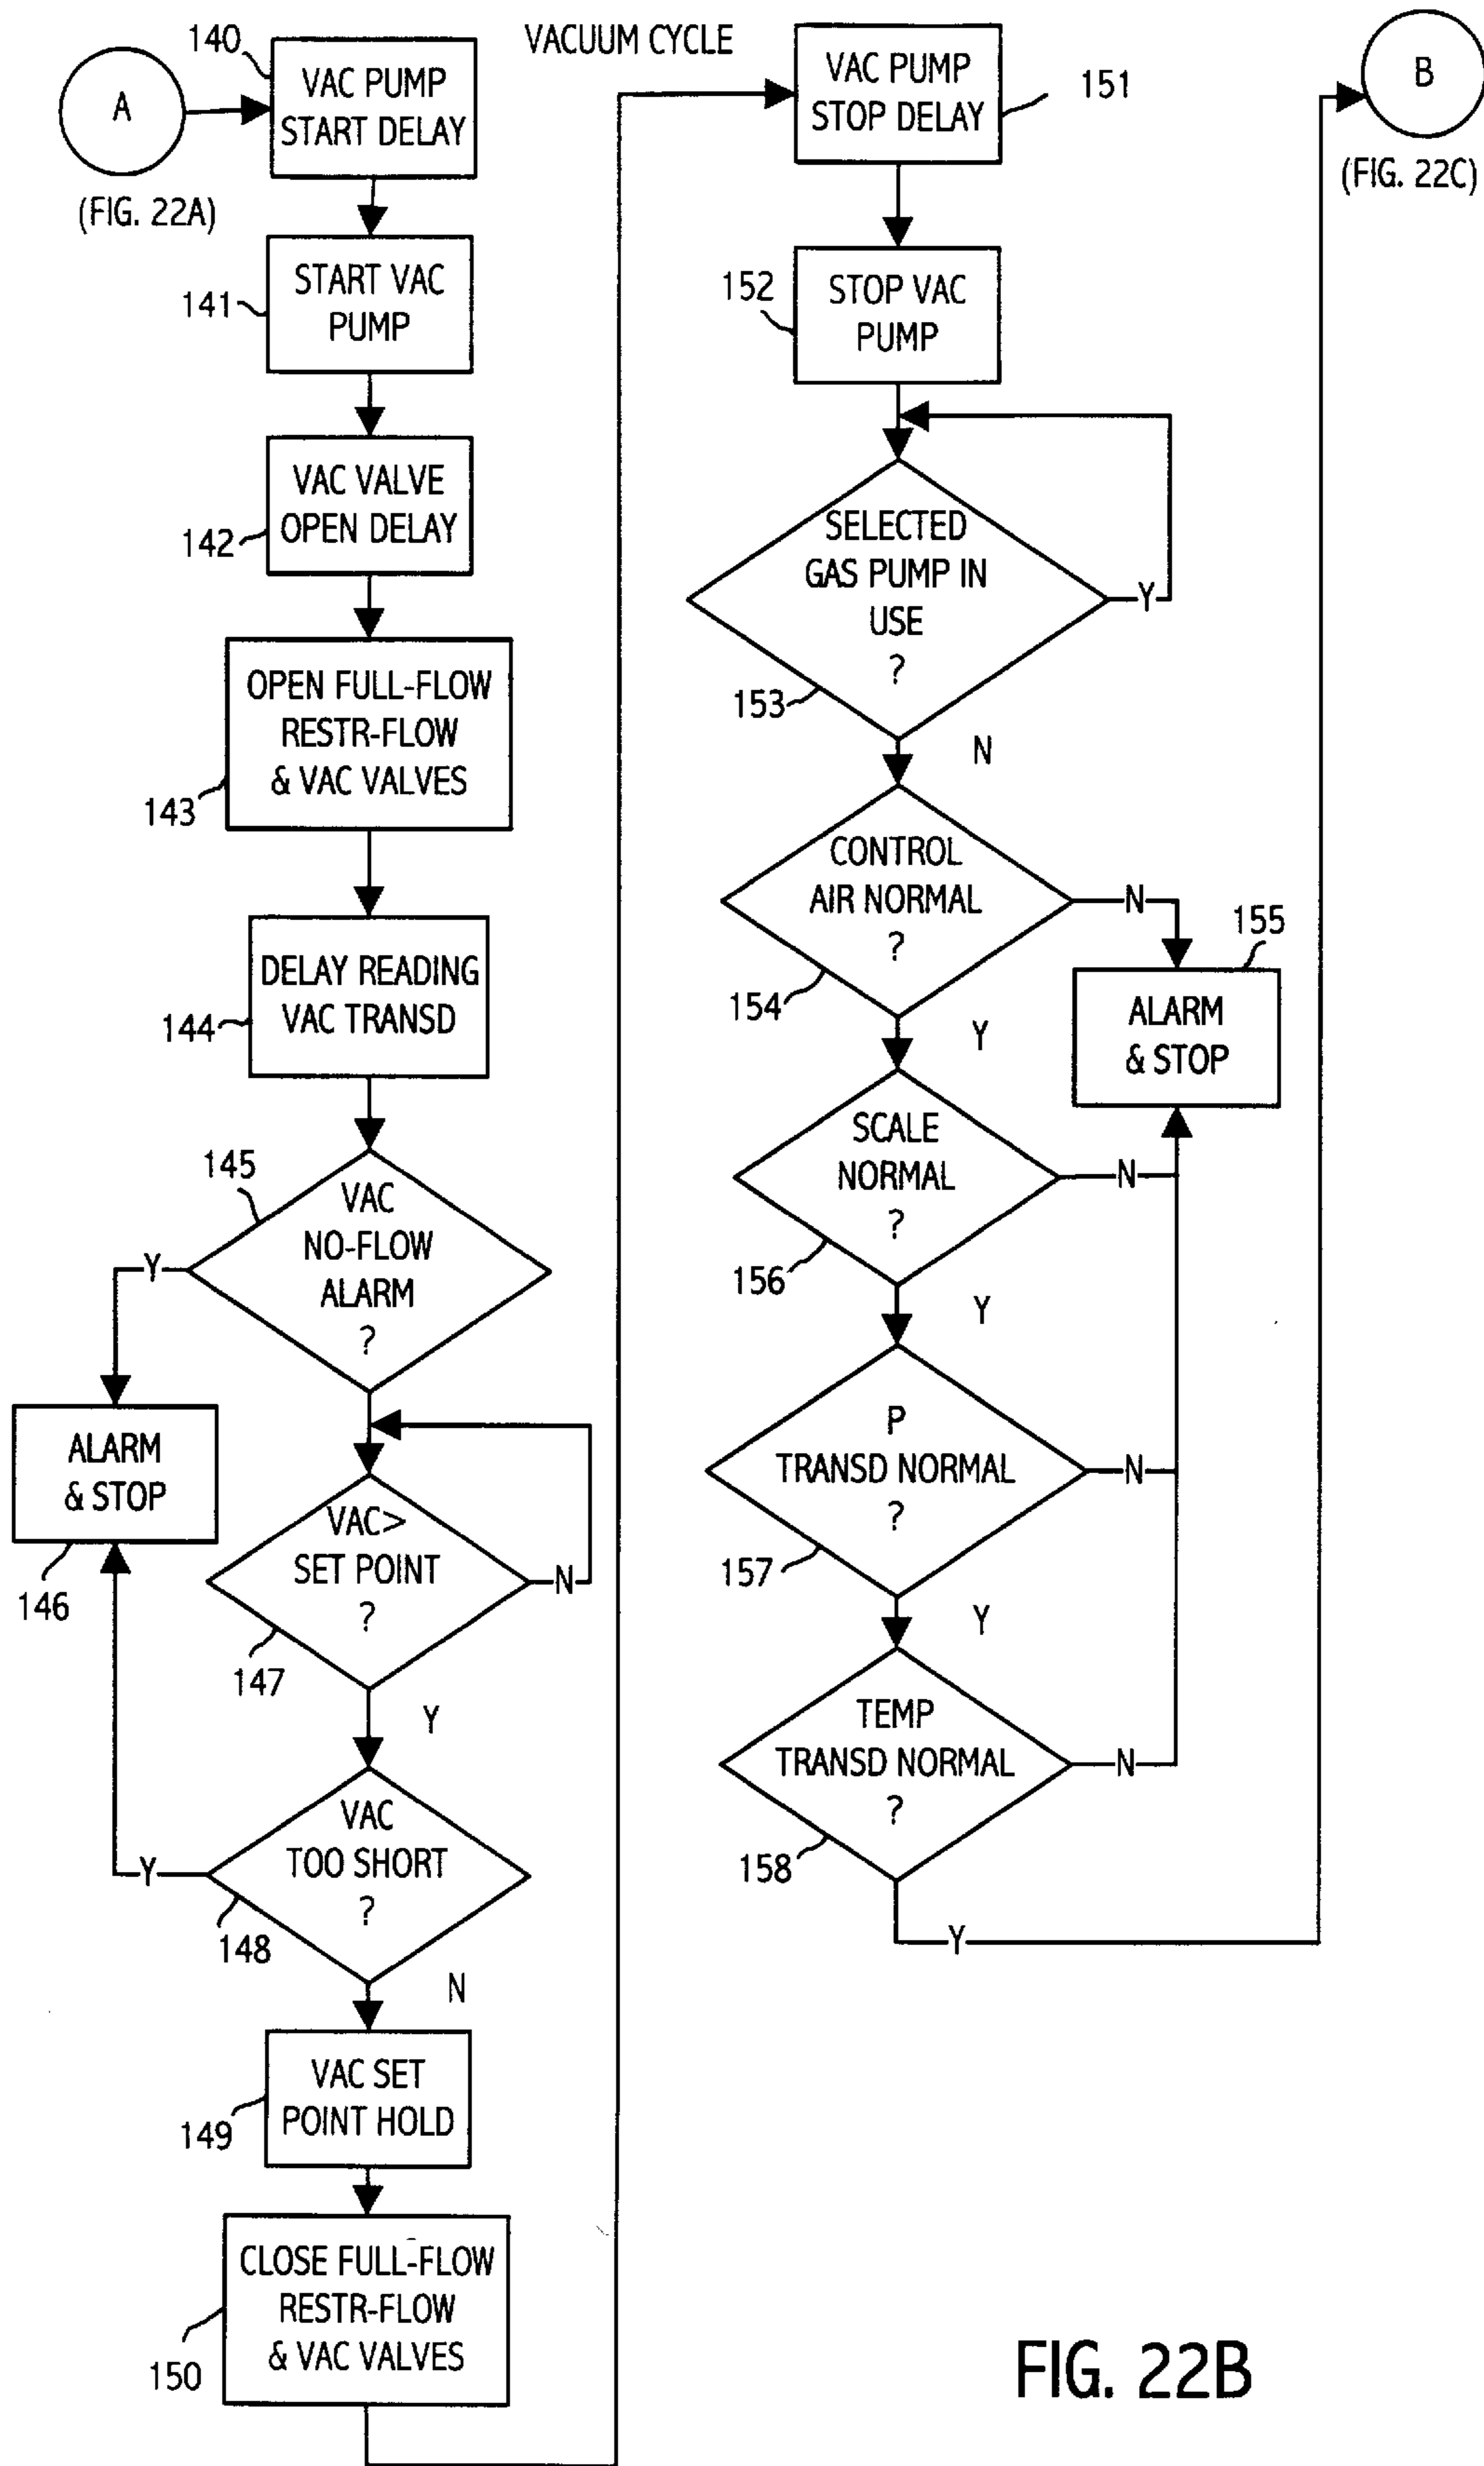 VACUUM CYCLE
A
(FIG. 22A)
140
VAC PUMP
START DELAY
141
START VAC
PUMP
142
VAC VALVE
OPEN DELAY
143
OPEN FULL-FLOW
RESTR-FLOW
& VAC VALVES
144
DELAY READING
VAC TRANSD
145
VAC
NO-FLOW
ALARM
?
Y
146
ALARM
& STOP
147
VAC>
SET POINT
?
N
Y
148
VAC
TOO SHORT
?
Y
N
149
VAC SET
POINT HOLD
150
CLOSE FULL-FLOW
RESTR-FLOW
& VAC VALVES
151
VAC PUMP
STOP DELAY
152
STOP VAC
PUMP
153
SELECTED
GAS PUMP IN
USE
?
Y
N
154
CONTROL
AIR NORMAL
?
N
Y
155
ALARM
& STOP
156
SCALE
NORMAL
?
N
Y
157
P
TRANSD NORMAL
?
N
Y
158
TEMP
TRANSD NORMAL
?
N
Y
B
(FIG. 22C)
FIG. 22B